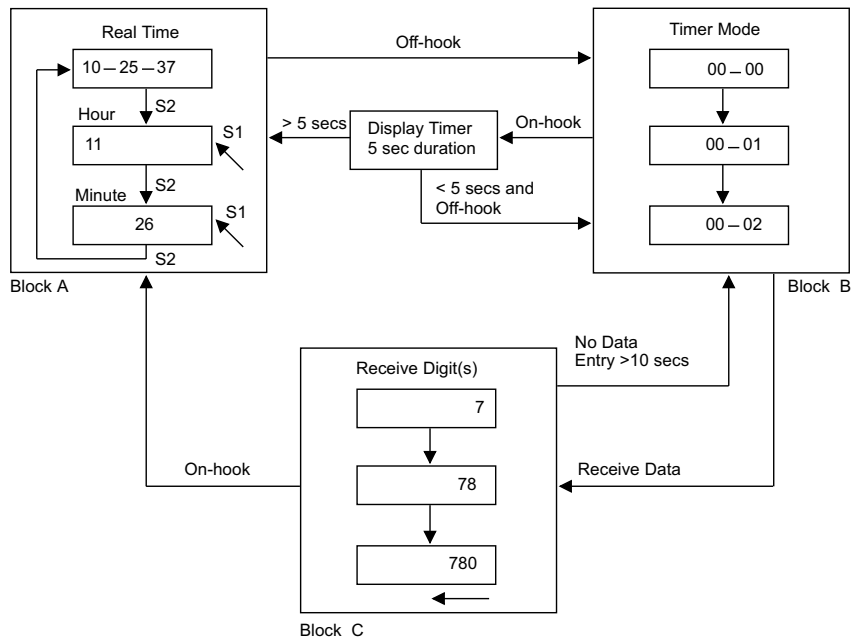 Real Time
10 – 25 – 37
S2
Hour
11
S1
S2
Minute
26
S1
S2
Block A
Off-hook
> 5 secs
Display Timer
5 sec duration
On-hook
< 5 secs and
Off-hook
Timer Mode
00 – 00
00 – 01
00 – 02
Block B
No Data
Entry >10 secs
Receive Digit(s)
7
78
780
On-hook
Receive Data
Block C